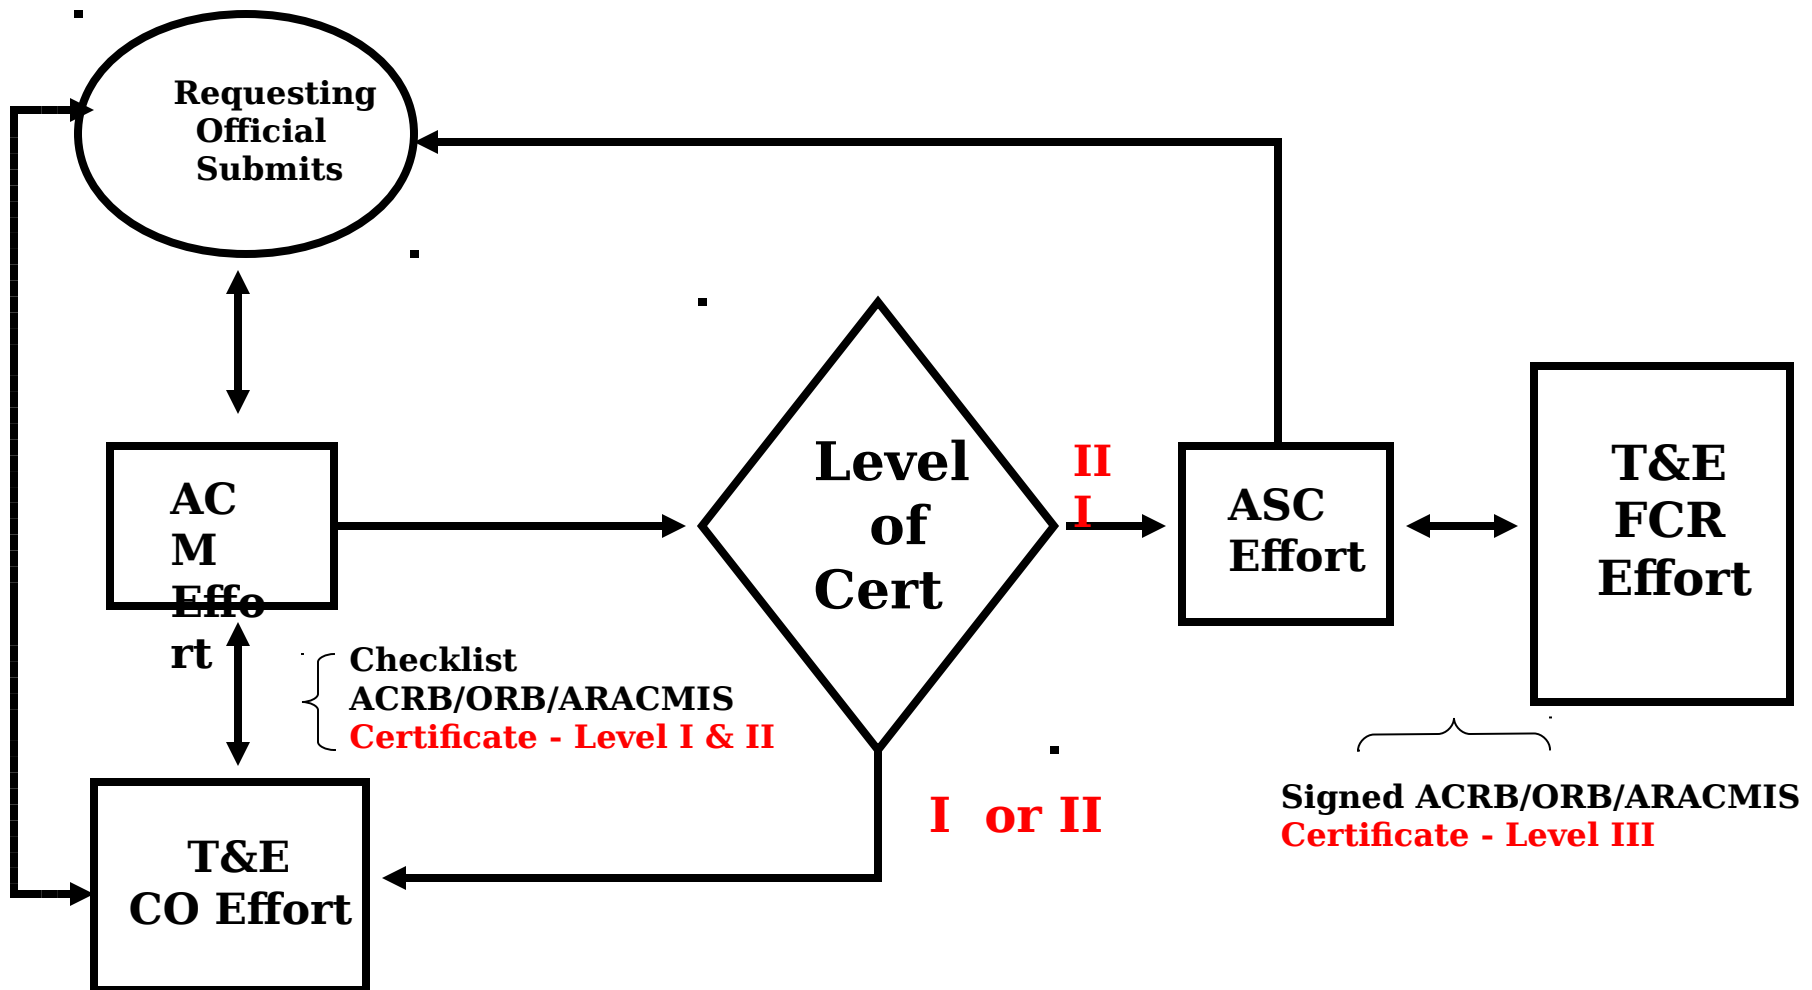 Requesting
Official
Submits
AC
M
Effo
rt
Level
of
Cert
II
I
ASC
Effort
T&E
FCR
Effort
Checklist
ACRB/ORB/ARACMIS
Certificate - Level I & II
I or II
Signed ACRB/ORB/ARACMIS
Certificate - Level III
T&E
CO Effort